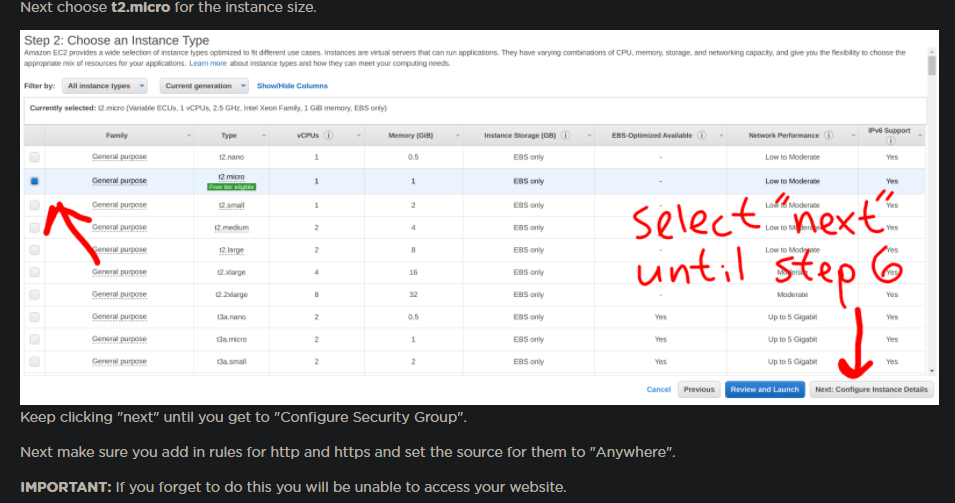 Next choose t2.micro for the instance size.
Step 2: Choose an Instance Type
Amazon EC2 provides a wide selection of instance types optimized to fit different use cases. Instances are virtual servers that can run applications. They have varying combinations of CPU, memory, storage, and networking capacity, and give you the flexibility to choose the
appropriate mix of resources for your applications. Learn more about instance types and how they can meet your computing needs.
Filter by: All instance types Current generation Show/Hide Columns
Currently selected: t2.micro (Variable ECUs, 1 vCPUs, 2.5 GHz, Intel Xeon Family, 1 GiB memory, EBS only)
Family Type vCPUs Memory (GiB) Instance Storage (GB) EBS-Optimized Available Network Performance IPv6 Support
General purpose t2.nano 1 0.5 EBS only - Low to Moderate Yes
General purpose t2.micro 1 1 EBS only - Low to Moderate Yes
Free tier eligible
General purpose t2.small 1 2 EBS only - Low to Moderate Yes
General purpose t2.medium 2 4 EBS only - Low to Moderate Yes
General purpose t2.large 2 8 EBS only - Low to Moderate Yes
General purpose t2.xlarge 4 16 EBS only Moderate Yes
General purpose t2.2xlarge 8 32 EBS only - Moderate Yes
General purpose t3a.nano 2 0.5 EBS only Yes Up to 5 Gigabit Yes
General purpose t3a.micro 2 1 EBS only Yes Up to 5 Gigabit Yes
General purpose t3a.small 2 2 EBS only Yes Up to 5 Gigabit Yes
select "next"
until step 6
Cancel Previous Review and Launch Next: Configure Instance Details
Keep clicking "next" until you get to "Configure Security Group".
Next make sure you add in rules for http and https and set the source for them to "Anywhere".
IMPORTANT: If you forget to do this you will be unable to access your website.